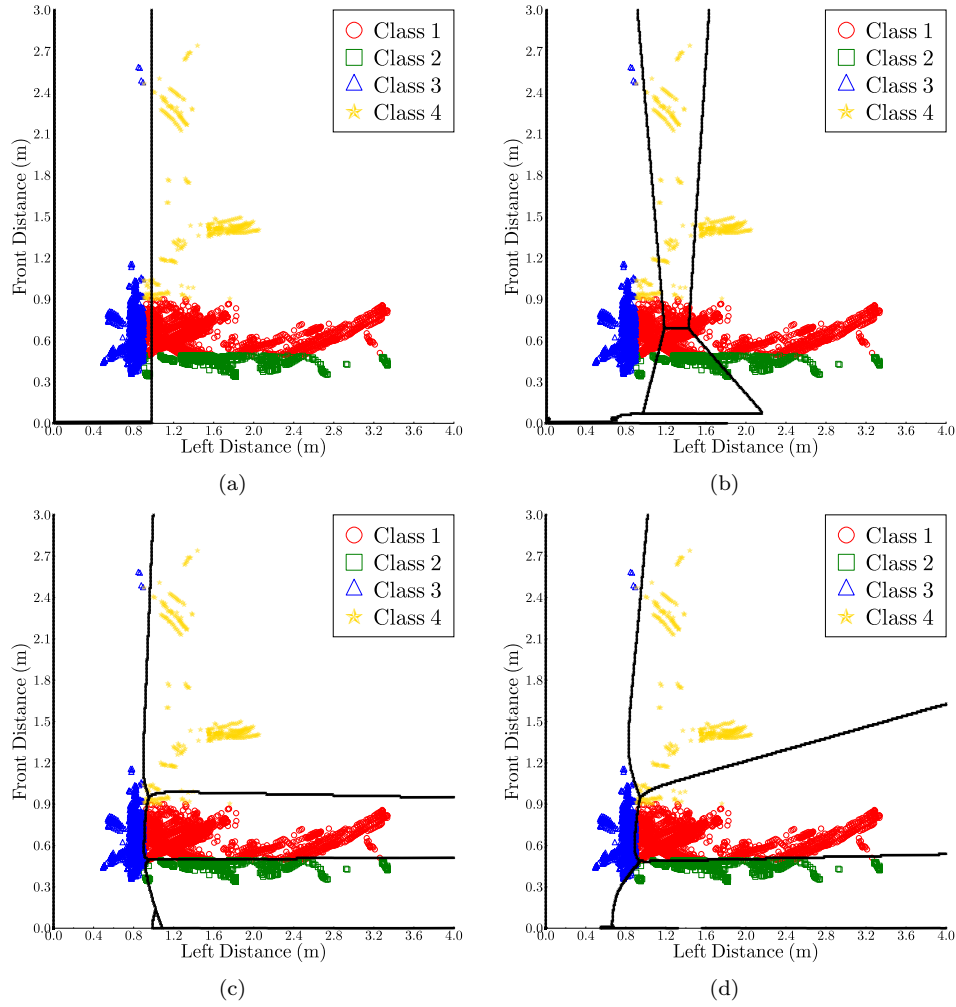 3.0
2.7
2.4
2.1
1.8
1.5
1.2
0.9
0.6
0.3
0.0
Front Distance (m)
Class 1
Class 2
Class 3
Class 4
0.0 0.4 0.8 1.2 1.6 2.0 2.4 2.8 3.2 3.6 4.0
Left Distance (m)
(a)
3.0
2.7
2.4
2.1
1.8
1.5
1.2
0.9
0.6
0.3
0.0
Front Distance (m)
Class 1
Class 2
Class 3
Class 4
0.0 0.4 0.8 1.2 1.6 2.0 2.4 2.8 3.2 3.6 4.0
Left Distance (m)
(b)
3.0
2.7
2.4
2.1
1.8
1.5
1.2
0.9
0.6
0.3
0.0
Front Distance (m)
Class 1
Class 2
Class 3
Class 4
0.0 0.4 0.8 1.2 1.6 2.0 2.4 2.8 3.2 3.6 4.0
Left Distance (m)
(c)
3.0
2.7
2.4
2.1
1.8
1.5
1.2
0.9
0.6
0.3
0.0
Front Distance (m)
Class 1
Class 2
Class 3
Class 4
0.0 0.4 0.8 1.2 1.6 2.0 2.4 2.8 3.2 3.6 4.0
Left Distance (m)
(d)